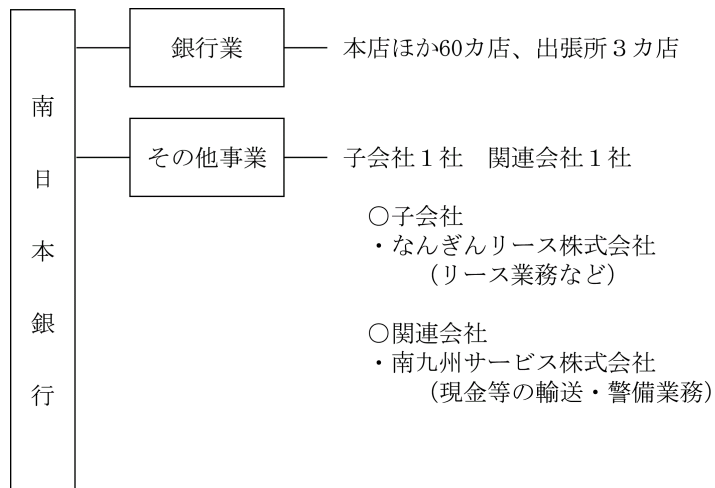 南日本銀行
銀行業
本店ほか60カ店、出張所３カ店
その他事業
子会社１社　関連会社１社
○子会社
・なんぎんリース株式会社
（リース業務など）
○関連会社
・南九州サービス株式会社
（現金等の輸送・警備業務）